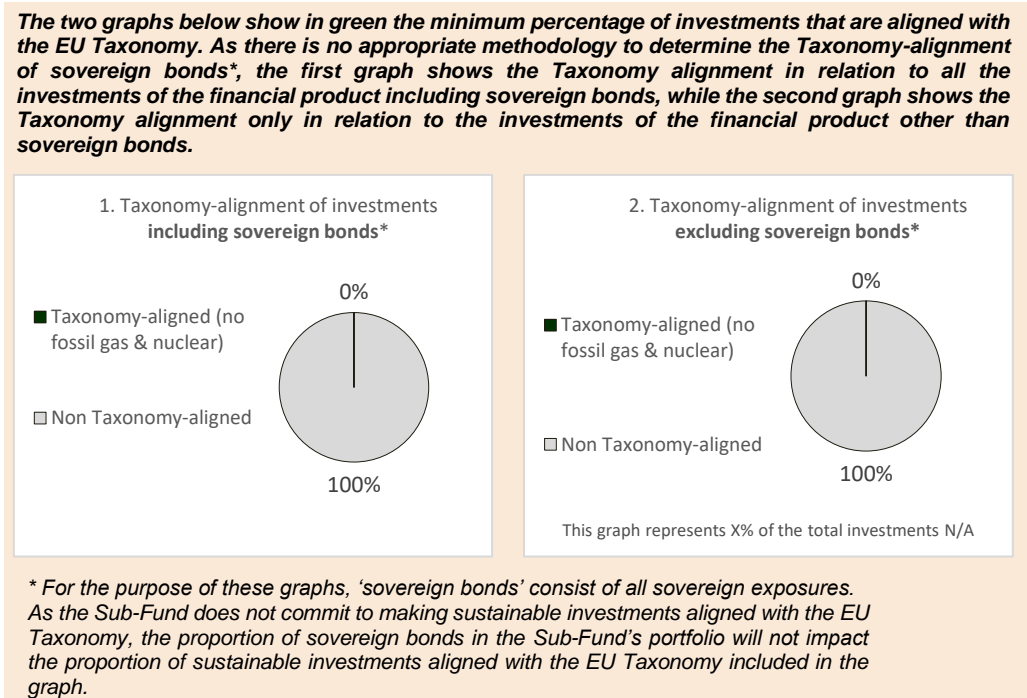 The two graphs below show in green the minimum percentage of investments that are aligned with
the EU Taxonomy. As there is no appropriate methodology to determine the Taxonomy-alignment
of sovereign bonds*, the first graph shows the Taxonomy alignment in relation to all the
investments of the financial product including sovereign bonds, while the second graph shows the
Taxonomy alignment only in relation to the investments of the financial product other than
sovereign bonds.
1. Taxonomy-alignment of investments
including sovereign bonds*
0%
Taxonomy-aligned (no
fossil gas & nuclear)
Non Taxonomy-aligned
100%
2. Taxonomy-alignment of investments
excluding sovereign bonds*
0%
Taxonomy-aligned (no
fossil gas & nuclear)
Non Taxonomy-aligned
100%
This graph represents X% of the total investments N/A
* For the purpose of these graphs, ‘sovereign bonds’ consist of all sovereign exposures.
As the Sub-Fund does not commit to making sustainable investments aligned with the EU
Taxonomy, the proportion of sovereign bonds in the Sub-Fund’s portfolio will not impact
the proportion of sustainable investments aligned with the EU Taxonomy included in the
graph.